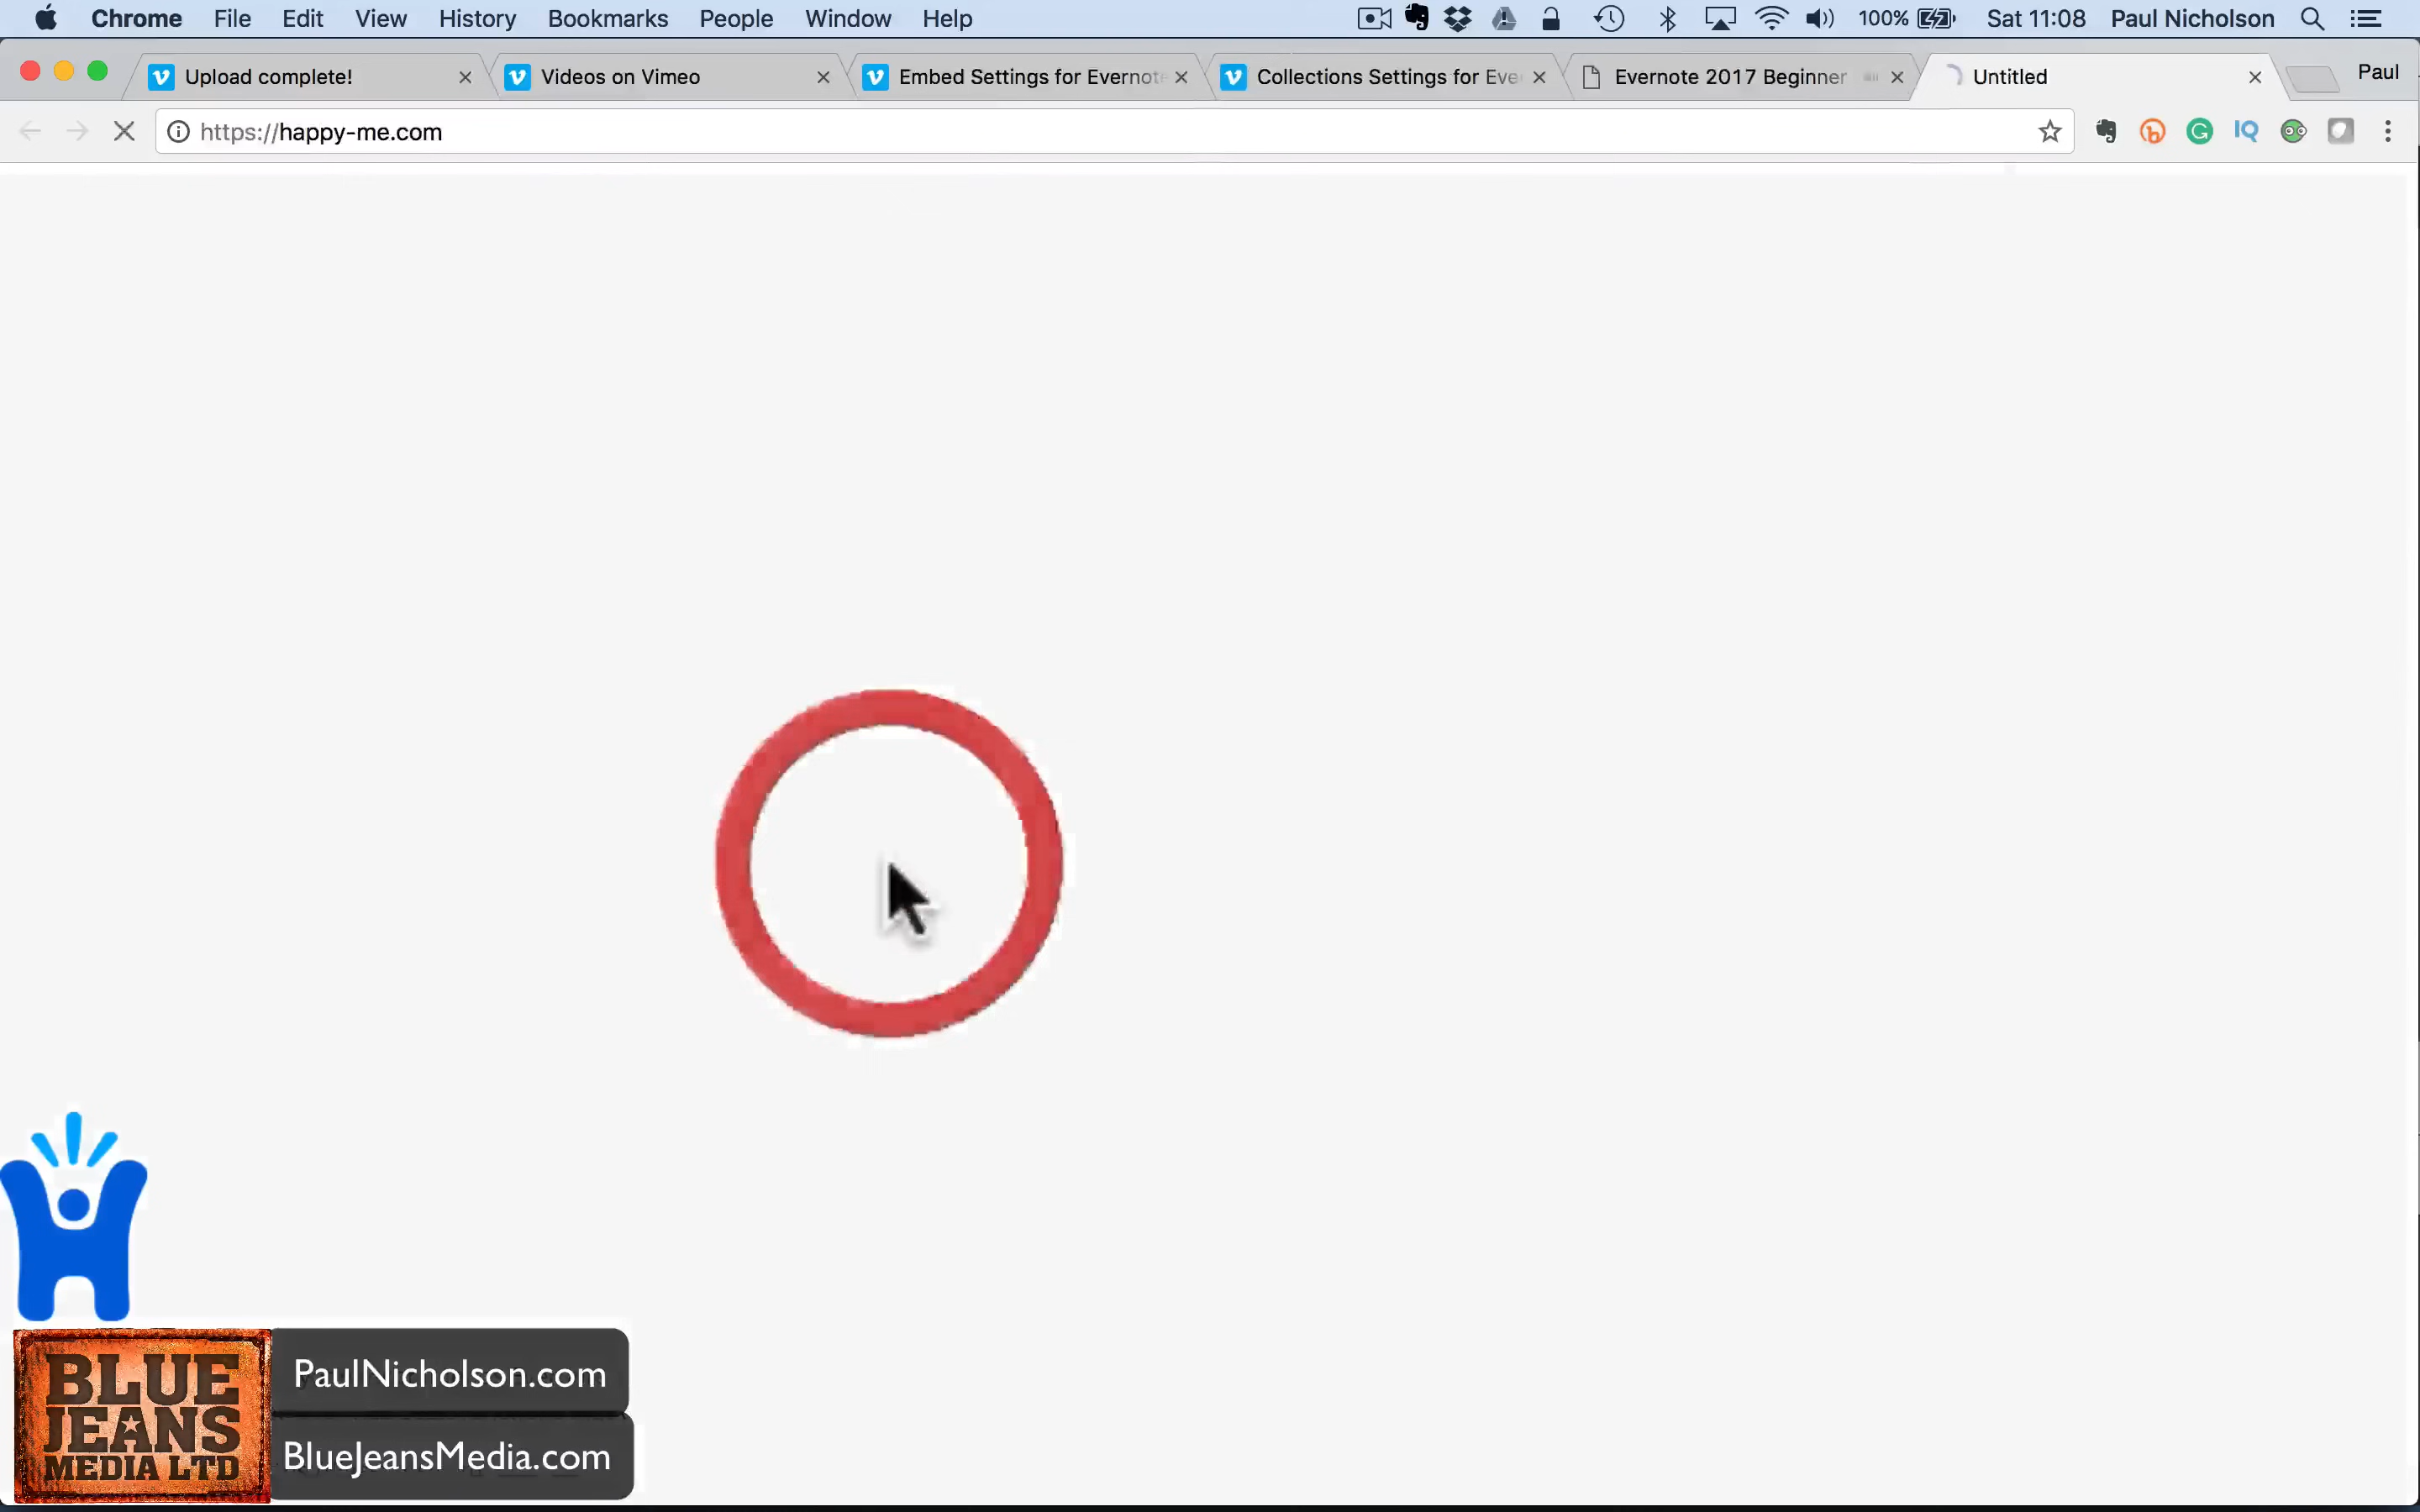 Chrome File Edit View History Bookmarks People Window Help 100% Sat 11:08 Paul Nicholson
Upload complete! Videos on Vimeo Embed Settings for Evernote Collections Settings for Eve Evernote 2017 Beginner Untitled Paul
https://happy-me.com
BLUE
JEANS
MEDIA LTD
PaulNicholson.com
BlueJeansMedia.com